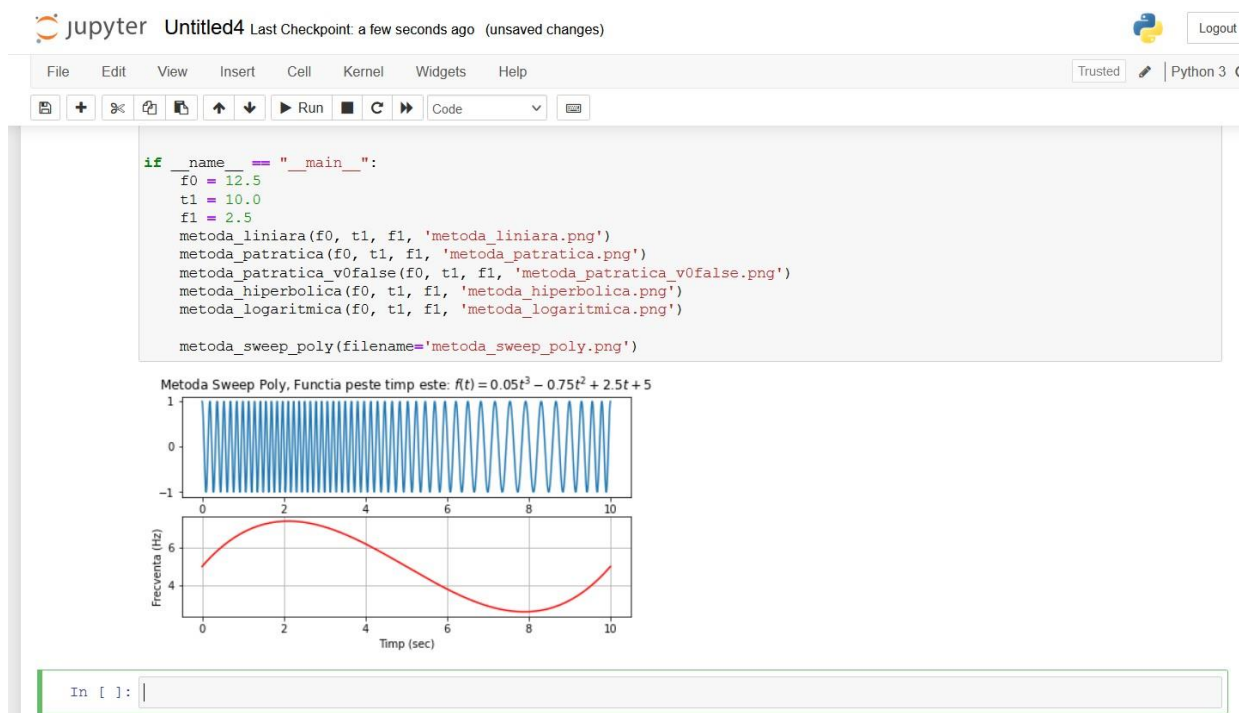 jupyter Untitled4 Last Checkpoint: a few seconds ago (unsaved changes)
Logout
File Edit View Insert Cell Kernel Widgets Help
Trusted Python 3
Run Code
if __name__ == "__main__":
    f0 = 12.5
    t1 = 10.0
    f1 = 2.5
    metoda_liniara(f0, t1, f1, 'metoda_liniara.png')
    metoda_patratica(f0, t1, f1, 'metoda_patratica.png')
    metoda_patratica_v0false(f0, t1, f1, 'metoda_patratica_v0false.png')
    metoda_hiperbolica(f0, t1, f1, 'metoda_hiperbolica.png')
    metoda_logaritmica(f0, t1, f1, 'metoda_logaritmica.png')
    metoda_sweep_poly(filename='metoda_sweep_poly.png')
Metoda Sweep Poly, Functia peste timp este: f(t) = 0.05t³ − 0.75t² + 2.5t + 5
1
0
−1
0 2 4 6 8 10
Frecventa (Hz)
6
4
0 2 4 6 8 10
Timp (sec)
In [ ]: